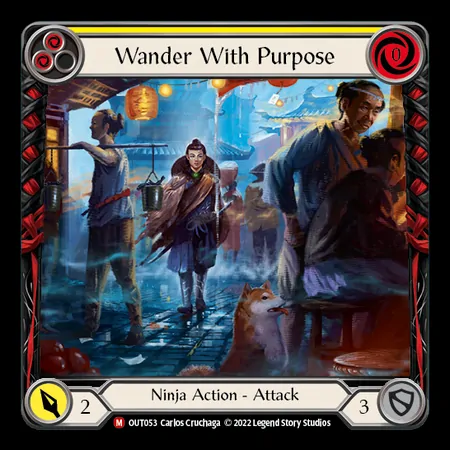 Wander With Purpose
0
2
Ninja Action - Attack
3
M OUT053 Carlos Cruchaga © 2022 Legend Story Studios